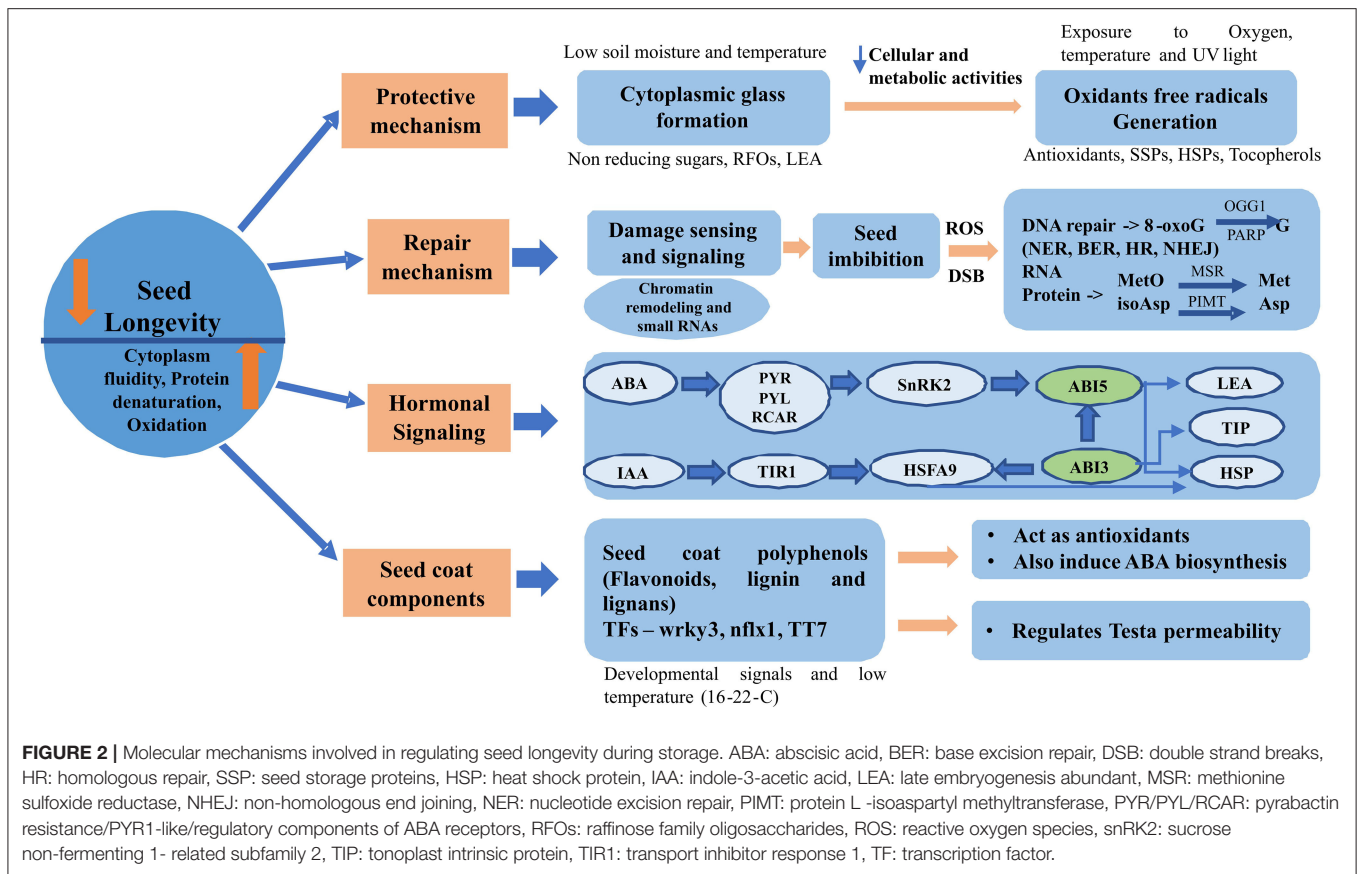 Low soil moisture and temperature
Cellular and
metabolic activities
Exposure to Oxygen,
temperature and UV light
Protective
mechanism
Cytoplasmic glass
formation
Oxidants free radicals
Generation
Non reducing sugars, RFOs, LEA
Antioxidants, SSPs, HSPs, Tocopherols
Seed
Longevity
Cytoplasm
fluidity, Protein
denaturation,
Oxidation
Repair
mechanism
Damage sensing
and signaling
Chromatin
remodeling and
small RNAs
Seed
imbibition
ROS
DSB
OGG1
DNA repair -> 8-oxoG G
PARP
(NER, BER, HR, NHEJ)
RNA
Protein -> MetO MSR Met
isoAsp PIMT Asp
Hormonal
Signaling
ABA
PYR
PYL
RCAR
SnRK2
ABI5
LEA
TIP
IAA
TIR1
HSFA9
ABI3
HSP
Seed coat
components
Seed coat polyphenols
(Flavonoids, lignin and
lignans)
TFs – wrky3, nflx1, TT7
Developmental signals and low
temperature (16-22-C)
• Act as antioxidants
• Also induce ABA biosynthesis
• Regulates Testa permeability
FIGURE 2 | Molecular mechanisms involved in regulating seed longevity during storage. ABA: abscisic acid, BER: base excision repair, DSB: double strand breaks,
HR: homologous repair, SSP: seed storage proteins, HSP: heat shock protein, IAA: indole-3-acetic acid, LEA: late embryogenesis abundant, MSR: methionine
sulfoxide reductase, NHEJ: non-homologous end joining, NER: nucleotide excision repair, PIMT: protein L -isoaspartyl methyltransferase, PYR/PYL/RCAR: pyrabactin
resistance/PYR1-like/regulatory components of ABA receptors, RFOs: raffinose family oligosaccharides, ROS: reactive oxygen species, snRK2: sucrose
non-fermenting 1- related subfamily 2, TIP: tonoplast intrinsic protein, TIR1: transport inhibitor response 1, TF: transcription factor.